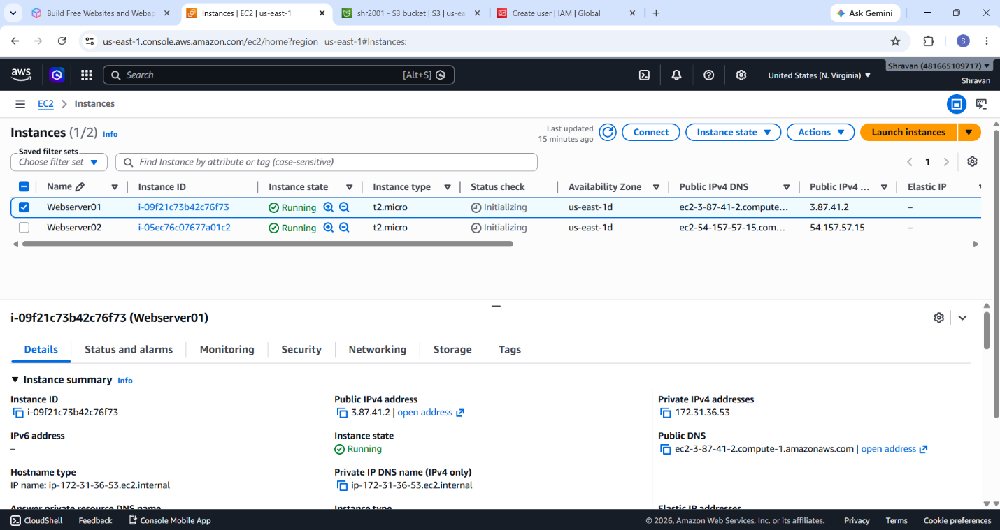 Build Free Websites and Webap
Instances | EC2 | us-east-1
shr2001 - S3 bucket | S3 | us-ea
Create user | IAM | Global
Ask Gemini
us-east-1.console.aws.amazon.com/ec2/home?region=us-east-1#Instances:
S
aws
Search
[Alt+S]
United States (N. Virginia)
Shravan (481665109717)
Shravan
EC2
Instances
Instances (1/2) Info
Last updated
15 minutes ago
Connect
Instance state
Actions
Launch instances
Saved filter sets
Choose filter set
Find Instance by attribute or tag (case-sensitive)
1
Name Instance ID Instance state Instance type Status check Availability Zone Public IPv4 DNS Public IPv4 ... Elastic IP
Webserver01 i-09f21c73b42c76f73 Running t2.micro Initializing us-east-1d ec2-3-87-41-2.compute... 3.87.41.2 –
Webserver02 i-05ec76c07677a01c2 Running t2.micro Initializing us-east-1d ec2-54-157-57-15.com... 54.157.57.15 –
i-09f21c73b42c76f73 (Webserver01)
Details Status and alarms Monitoring Security Networking Storage Tags
Instance summary Info
Instance ID
i-09f21c73b42c76f73
Public IPv4 address
3.87.41.2 | open address
Private IPv4 addresses
172.31.36.53
IPv6 address
–
Instance state
Running
Public DNS
ec2-3-87-41-2.compute-1.amazonaws.com | open address
Hostname type
IP name: ip-172-31-36-53.ec2.internal
Private IP DNS name (IPv4 only)
ip-172-31-36-53.ec2.internal
Answer private resource DNS name
Instance type
Elastic IP addresses
CloudShell Feedback Console Mobile App
© 2026, Amazon Web Services, Inc. or its affiliates. Privacy Terms Cookie preferences